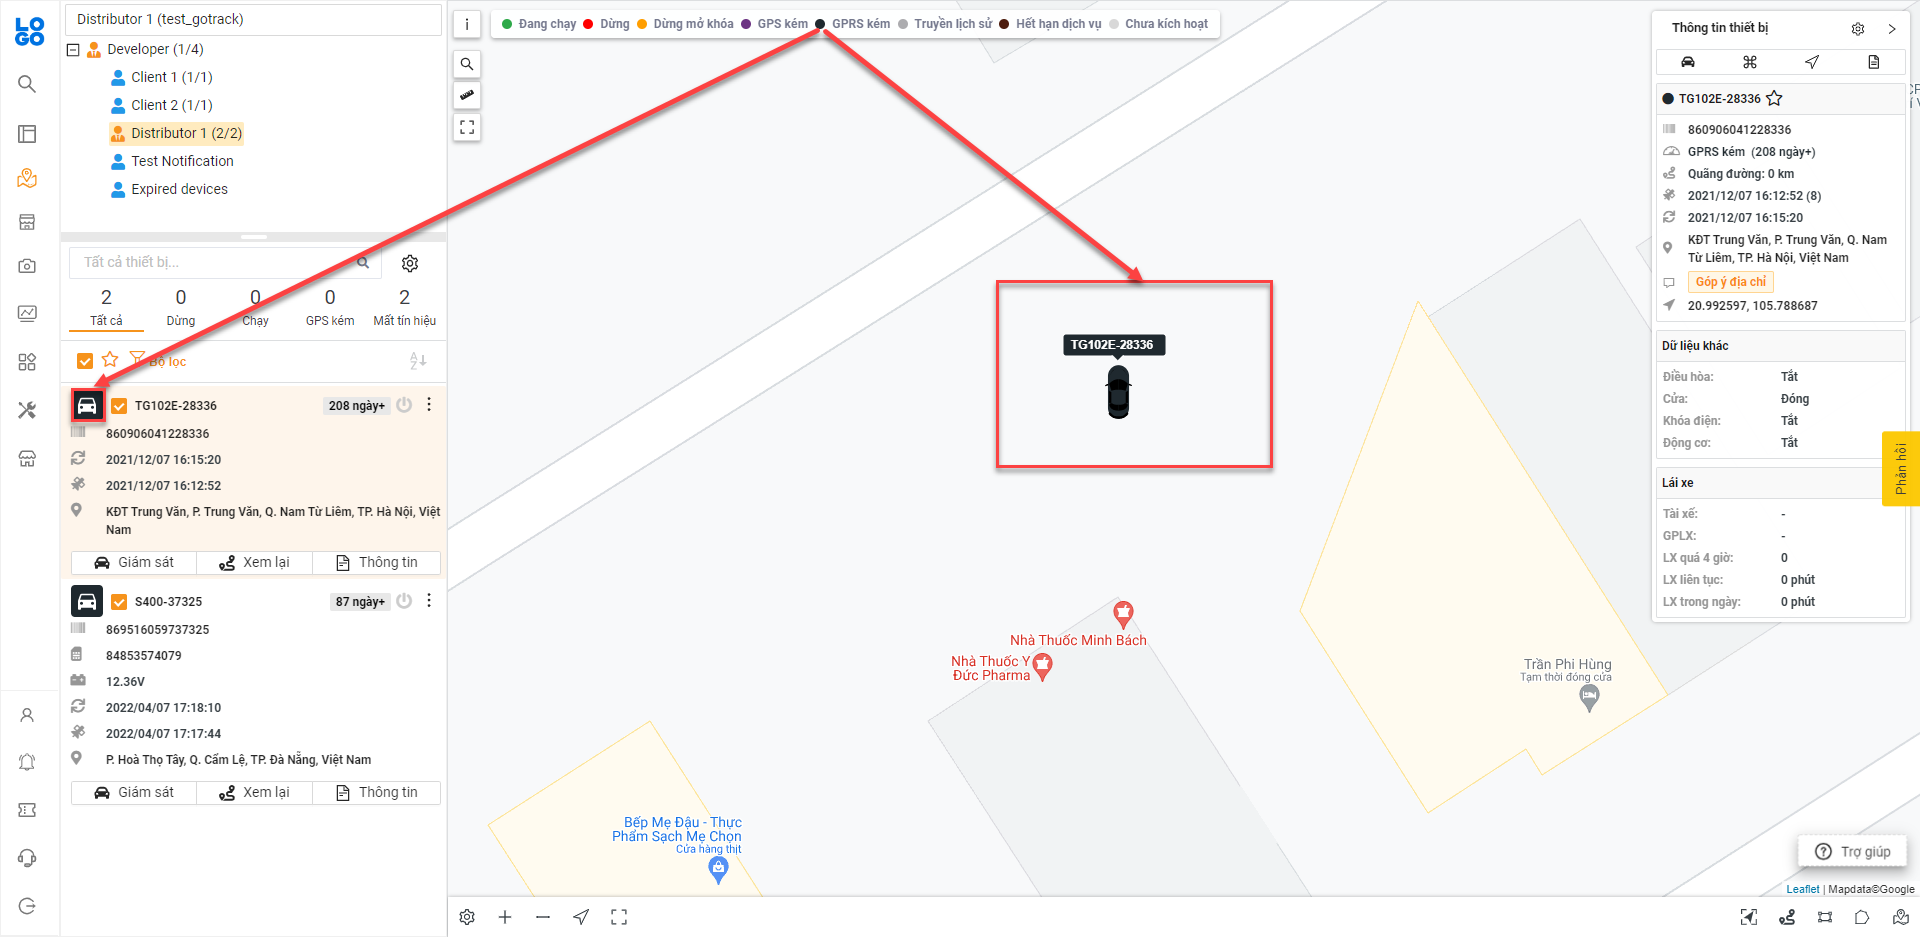 LO
GO
Distributor 1 (test_gotrack)
Developer (1/4)
Client 1 (1/1)
Client 2 (1/1)
Distributor 1 (2/2)
Test Notification
Expired devices
Tất cả thiết bị...
2
0
0
0
2
Tất cả
Dừng
Chạy
GPS kém
Mất tín hiệu
Bộ lọc
TG102E-28336
208 ngày+
860906041228336
2021/12/07 16:15:20
2021/12/07 16:12:52
KĐT Trung Văn, P. Trung Văn, Q. Nam Từ Liêm, TP. Hà Nội, Việt
Nam
Giám sát
Xem lại
Thông tin
S400-37325
87 ngày+
869516059737325
84853574079
12.36V
2022/04/07 17:18:10
2022/04/07 17:17:44
P. Hoà Thọ Tây, Q. Cẩm Lệ, TP. Đà Nẵng, Việt Nam
Giám sát
Xem lại
Thông tin
i
Đang chạy
Dừng
Dừng mở khóa
GPS kém
GPRS kém
Truyền lịch sử
Hết hạn dịch vụ
Chưa kích hoạt
TG102E-28336
Nhà Thuốc Minh Bách
Nhà Thuốc Y
Đức Pharma
Trần Phi Hùng
Tạm thời đóng cửa
Bếp Mẹ Đậu - Thực
Phẩm Sạch Mẹ Chọn
Cửa hàng thịt
Thông tin thiết bị
TG102E-28336
860906041228336
GPRS kém (208 ngày+)
Quãng đường: 0 km
2021/12/07 16:12:52 (8)
2021/12/07 16:15:20
KĐT Trung Văn, P. Trung Văn, Q. Nam
Từ Liêm, TP. Hà Nội, Việt Nam
Góp ý địa chỉ
20.992597, 105.788687
Dữ liệu khác
Điều hòa: Tắt
Cửa: Đóng
Khóa điện: Tắt
Động cơ: Tắt
Lái xe
Tài xế: -
GPLX: -
LX quá 4 giờ: 0
LX liên tục: 0 phút
LX trong ngày: 0 phút
Phản hồi
Trợ giúp
Leaflet | Mapdata©Google